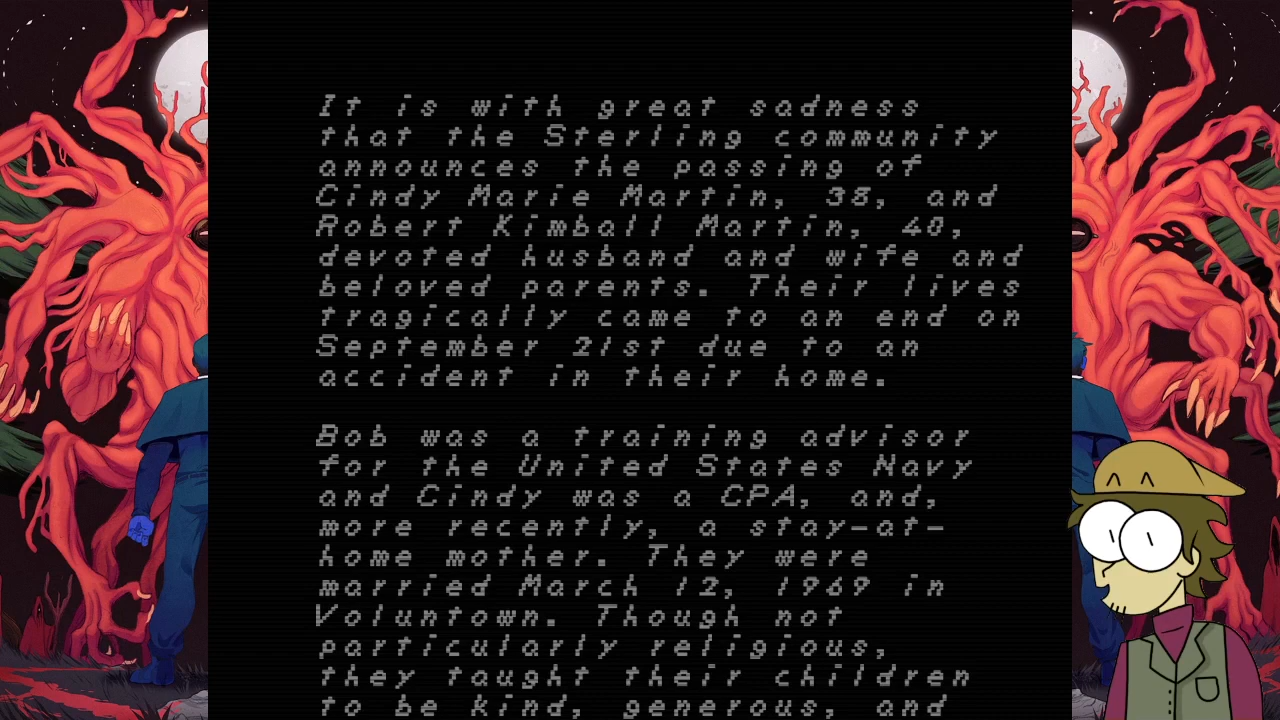 It is with great sadness
that the Sterling community
announces the passing of
Cindy Marie Martin, 38, and
Robert Kimball Martin, 40,
devoted husband and wife and
beloved parents. Their lives
tragically came to an end on
September 21st due to an
accident in their home.
Bob was a training advisor
for the United States Navy
and Cindy was a CPA, and,
more recently, a stay-at-
home mother. They were
married March 12, 1969 in
Voluntown. Though not
particularly religious,
they taught their children
to be kind, generous, and